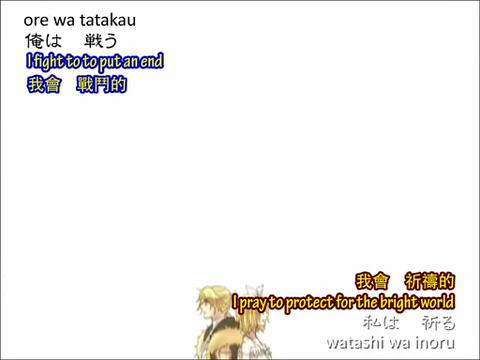 ore wa tatakau
俺は 戦う
I fight to to put an end
我會 戰鬥的
我會 祈禱的
I pray to protect for the bright world
私は 祈る
watashi wa inoru